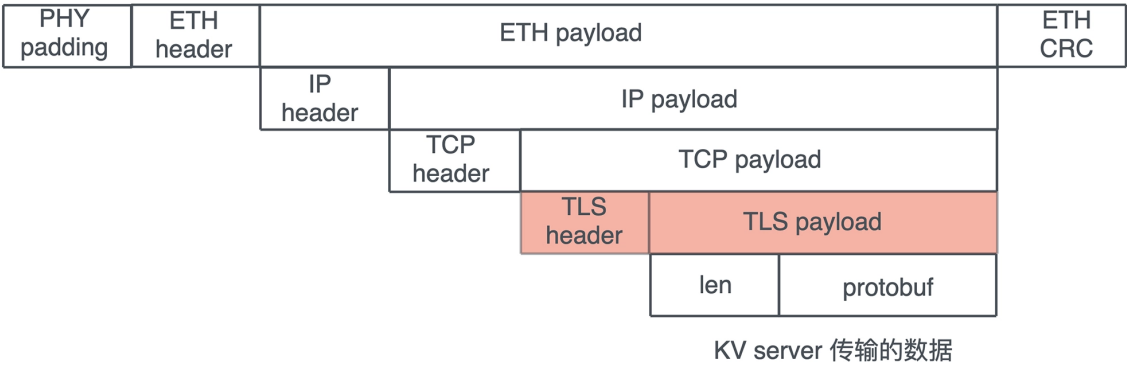 PHY
padding
ETH
header
ETH payload
ETH
CRC
IP
header
IP payload
TCP
header
TCP payload
TLS
header
TLS payload
len
protobuf
KV server 传输的数据